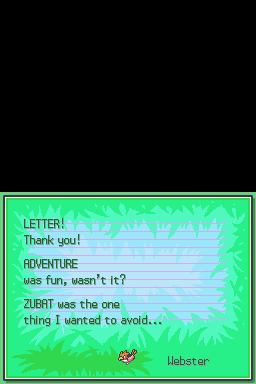 LETTER!
Thank you!
ADVENTURE
was fun, wasn't it?
ZUBAT was the one
thing I wanted to avoid...
Webster